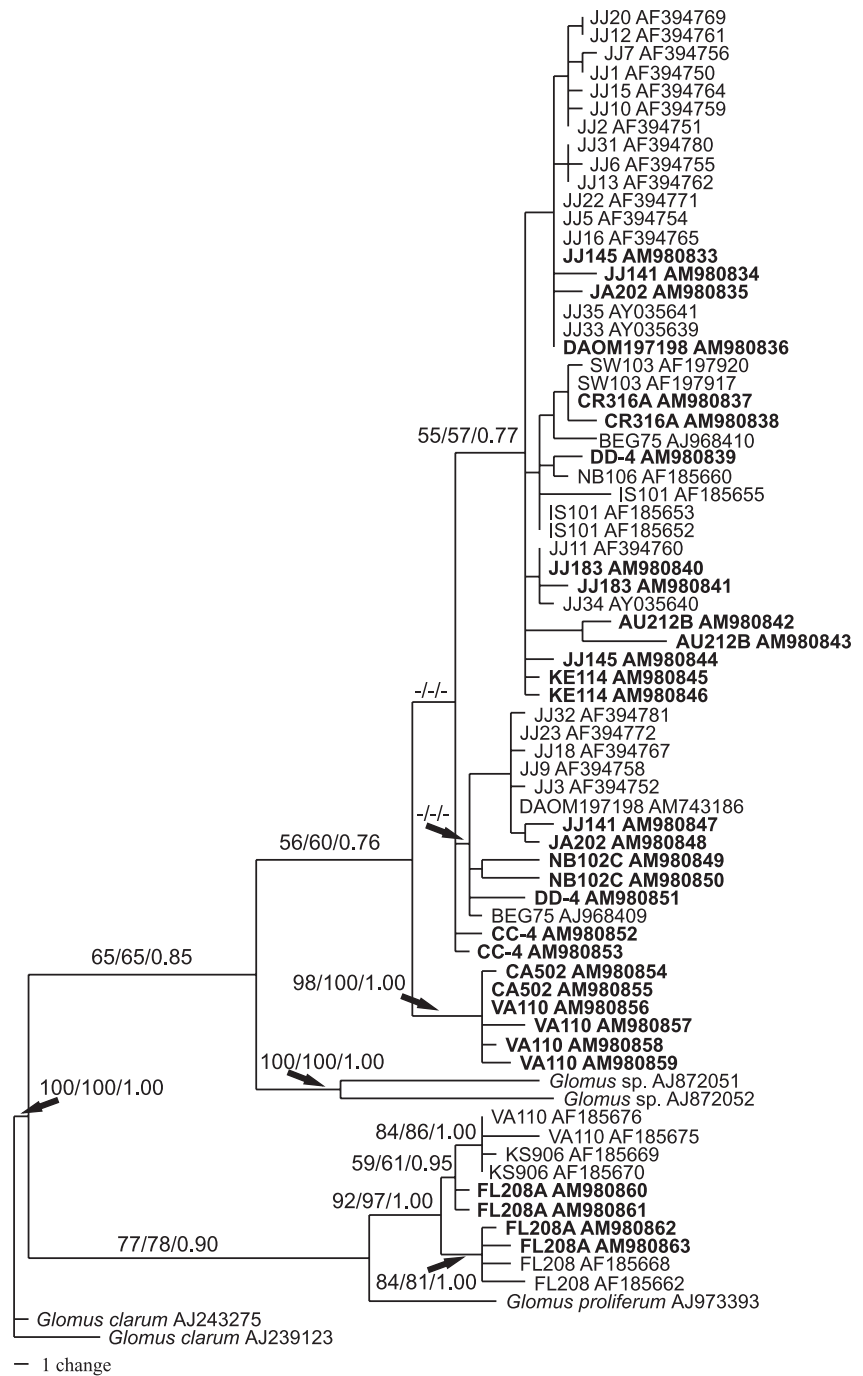 JJ20 AF394769
JJ12 AF394761
JJ7 AF394756
JJ1 AF394750
JJ15 AF394764
JJ10 AF394759
JJ2 AF394751
JJ31 AF394780
JJ6 AF394755
JJ13 AF394762
JJ22 AF394771
JJ5 AF394754
JJ16 AF394765
JJ145 AM980833
JJ141 AM980834
JA202 AM980835
JJ35 AY035641
JJ33 AY035639
DAOM197198 AM980836
SW103 AF197920
SW103 AF197917
CR316A AM980837
CR316A AM980838
55/57/0.77
BEG75 AJ968410
DD-4 AM980839
NB106 AF185660
IS101 AF185655
IS101 AF185653
IS101 AF185652
JJ11 AF394760
JJ183 AM980840
JJ183 AM980841
JJ34 AY035640
AU212B AM980842
AU212B AM980843
JJ145 AM980844
KE114 AM980845
-/-/-
KE114 AM980846
JJ32 AF394781
JJ23 AF394772
JJ18 AF394767
JJ9 AF394758
JJ3 AF394752
DAOM197198 AM743186
-/-/-
JJ141 AM980847
56/60/0.76
JA202 AM980848
NB102C AM980849
NB102C AM980850
DD-4 AM980851
BEG75 AJ968409
CC-4 AM980852
CC-4 AM980853
65/65/0.85
CA502 AM980854
98/100/1.00
CA502 AM980855
VA110 AM980856
VA110 AM980857
VA110 AM980858
100/100/1.00
VA110 AM980859
Glomus sp. AJ872051
100/100/1.00
Glomus sp. AJ872052
VA110 AF185676
84/86/1.00
VA110 AF185675
KS906 AF185669
59/61/0.95
KS906 AF185670
FL208A AM980860
92/97/1.00
FL208A AM980861
FL208A AM980862
77/78/0.90
FL208A AM980863
FL208 AF185668
84/81/1.00
FL208 AF185662
Glomus proliferum AJ973393
Glomus clarum AJ243275
Glomus clarum AJ239123
1 change